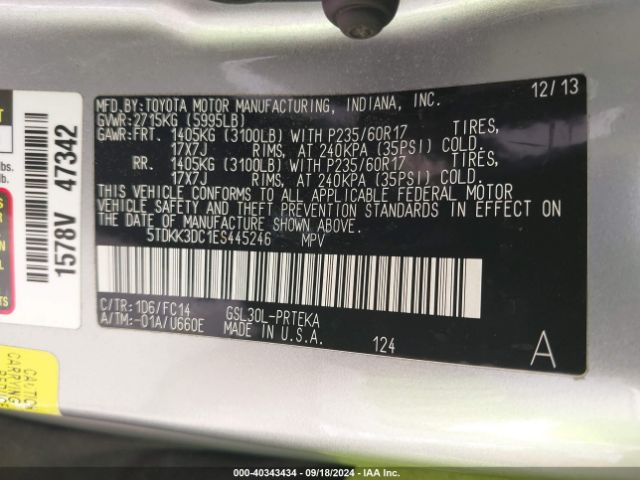 MFD.BY:TOYOTA MOTOR MANUFACTURING, INDIANA, INC. 12/13
GVWR:2715KG (5995LB)
GAWR:FRT. 1405KG (3100LB) WITH P235/60R17 TIRES,
17X7J RIMS, AT 240KPA (35PSI) COLD.
RR. 1405KG (3100LB) WITH P235/60R17 TIRES,
17X7J RIMS, AT 240KPA (35PSI) COLD.
THIS VEHICLE CONFORMS TO ALL APPLICABLE FEDERAL MOTOR
VEHICLE SAFETY AND THEFT PREVENTION STANDARDS IN EFFECT ON
THE DATE OF MANUFACTURE SHOWN ABOVE.
5TDKK3DC1ES445246 MPV
C/TR:1D6/FC14 GSL30L-PRTEKA
A/TM:-01A/U660E MADE IN U.S.A.
124
A
1578V 47342
lbs.
lb.
CAUTI
CARRYING
000-40343434 - 09/18/2024 - IAA Inc.